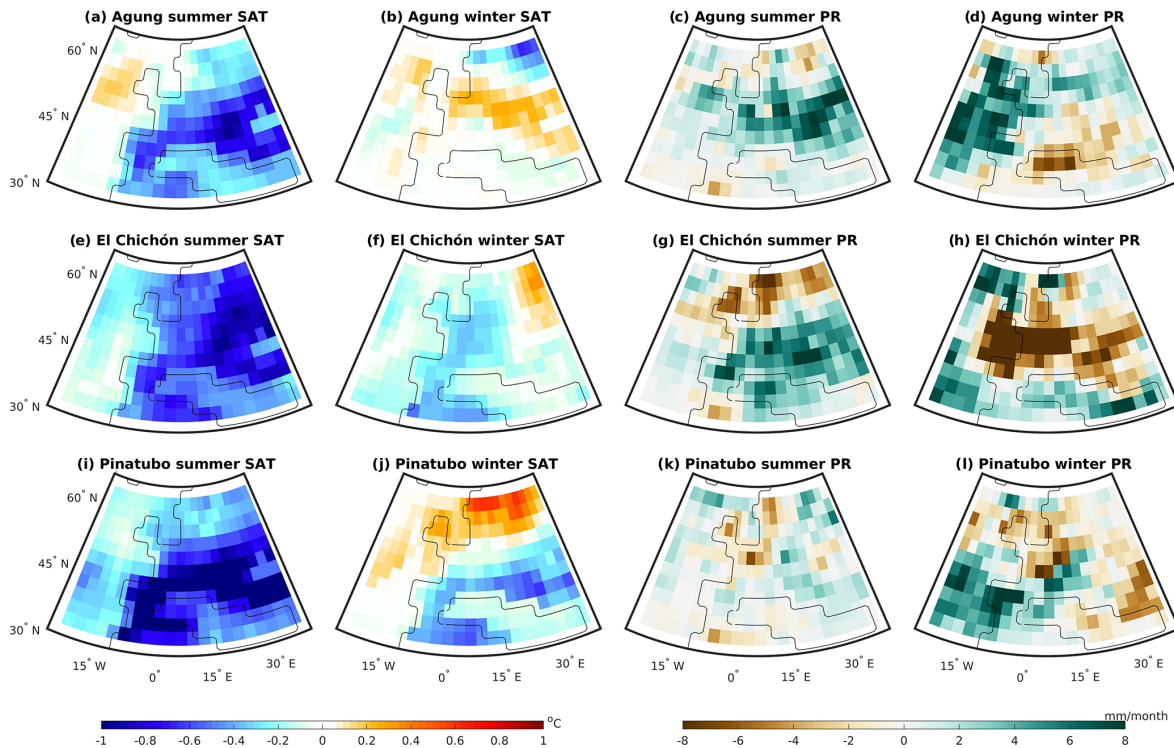 (a) Agung summer SAT (b) Agung winter SAT (c) Agung summer PR (d) Agung winter PR
60° N
45° N
30° N
(e) El Chichón summer SAT (f) El Chichón winter SAT (g) El Chichón summer PR (h) El Chichón winter PR
60° N
45° N
30° N
(i) Pinatubo summer SAT (j) Pinatubo winter SAT (k) Pinatubo summer PR (l) Pinatubo winter PR
60° N
45° N
30° N
15° W 0° 15° E 30° E 15° W 0° 15° E 30° E 15° W 0° 15° E 30° E 15° W 0° 15° E 30° E
°C mm/month
-1 -0.8 -0.6 -0.4 -0.2 0 0.2 0.4 0.6 0.8 1 -8 -6 -4 -2 0 2 4 6 8